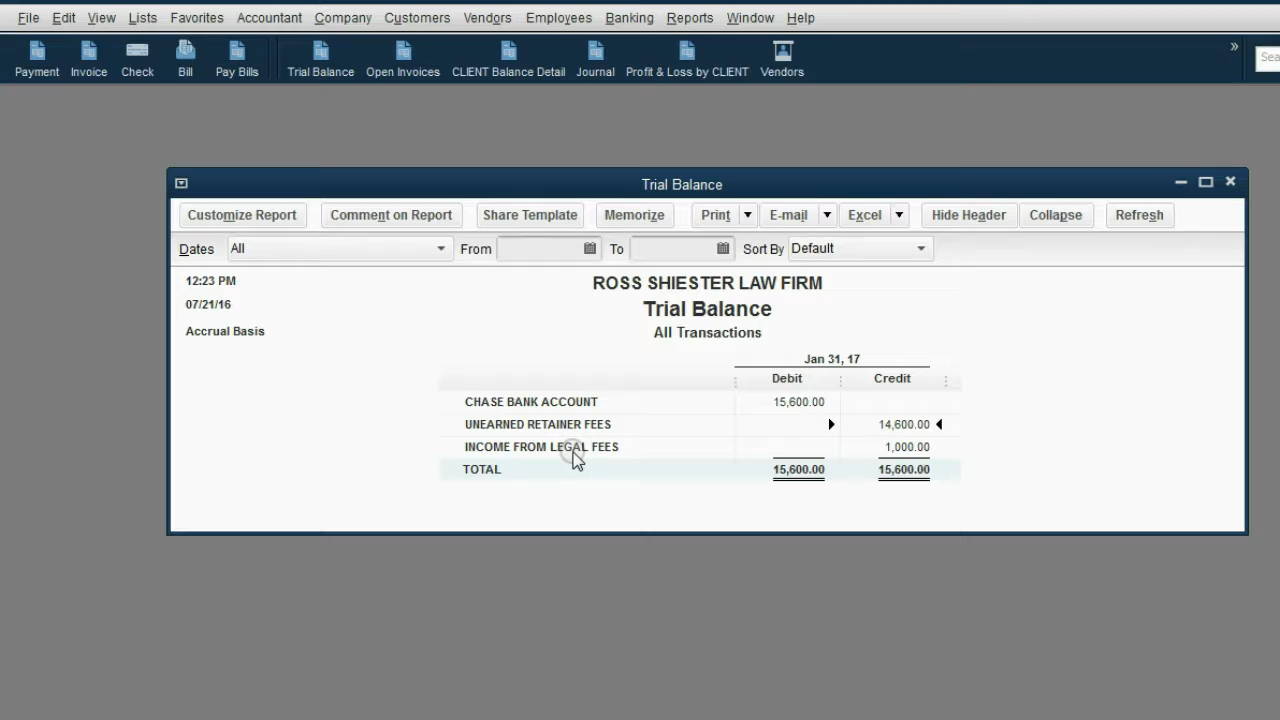 File Edit View Lists Favorites Accountant Company Customers Vendors Employees Banking Reports Window Help
Payment Invoice Check Bill Pay Bills Trial Balance Open Invoices CLIENT Balance Detail Journal Profit & Loss by CLIENT Vendors » Sea
Trial Balance
Customize Report Comment on Report Share Template Memorize Print E-mail Excel Hide Header Collapse Refresh
Dates All From To Sort By Default
12:23 PM ROSS SHIESTER LAW FIRM
07/21/16 Trial Balance
Accrual Basis All Transactions
Jan 31, 17
Debit Credit
CHASE BANK ACCOUNT 15,600.00
UNEARNED RETAINER FEES 14,600.00
INCOME FROM LEGAL FEES 1,000.00
TOTAL 15,600.00 15,600.00